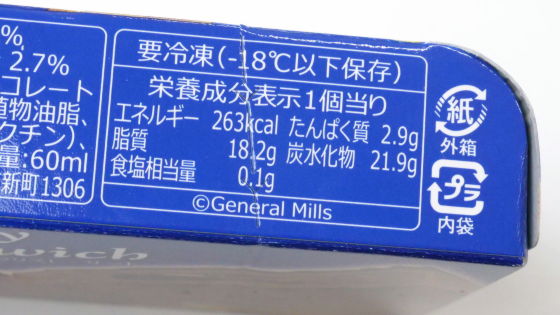 %、
2.7%
コレート
植物油脂、
クチン)、
量:60ml
新町1306
要冷凍(-18℃以下保存)
栄養成分表示1個当り
エネルギー 263kcal たんぱく質 2.9g
脂質 18.2g 炭水化物 21.9g
食塩相当量 0.1g
©General Mills
紙
外箱
プラ
内袋
wich